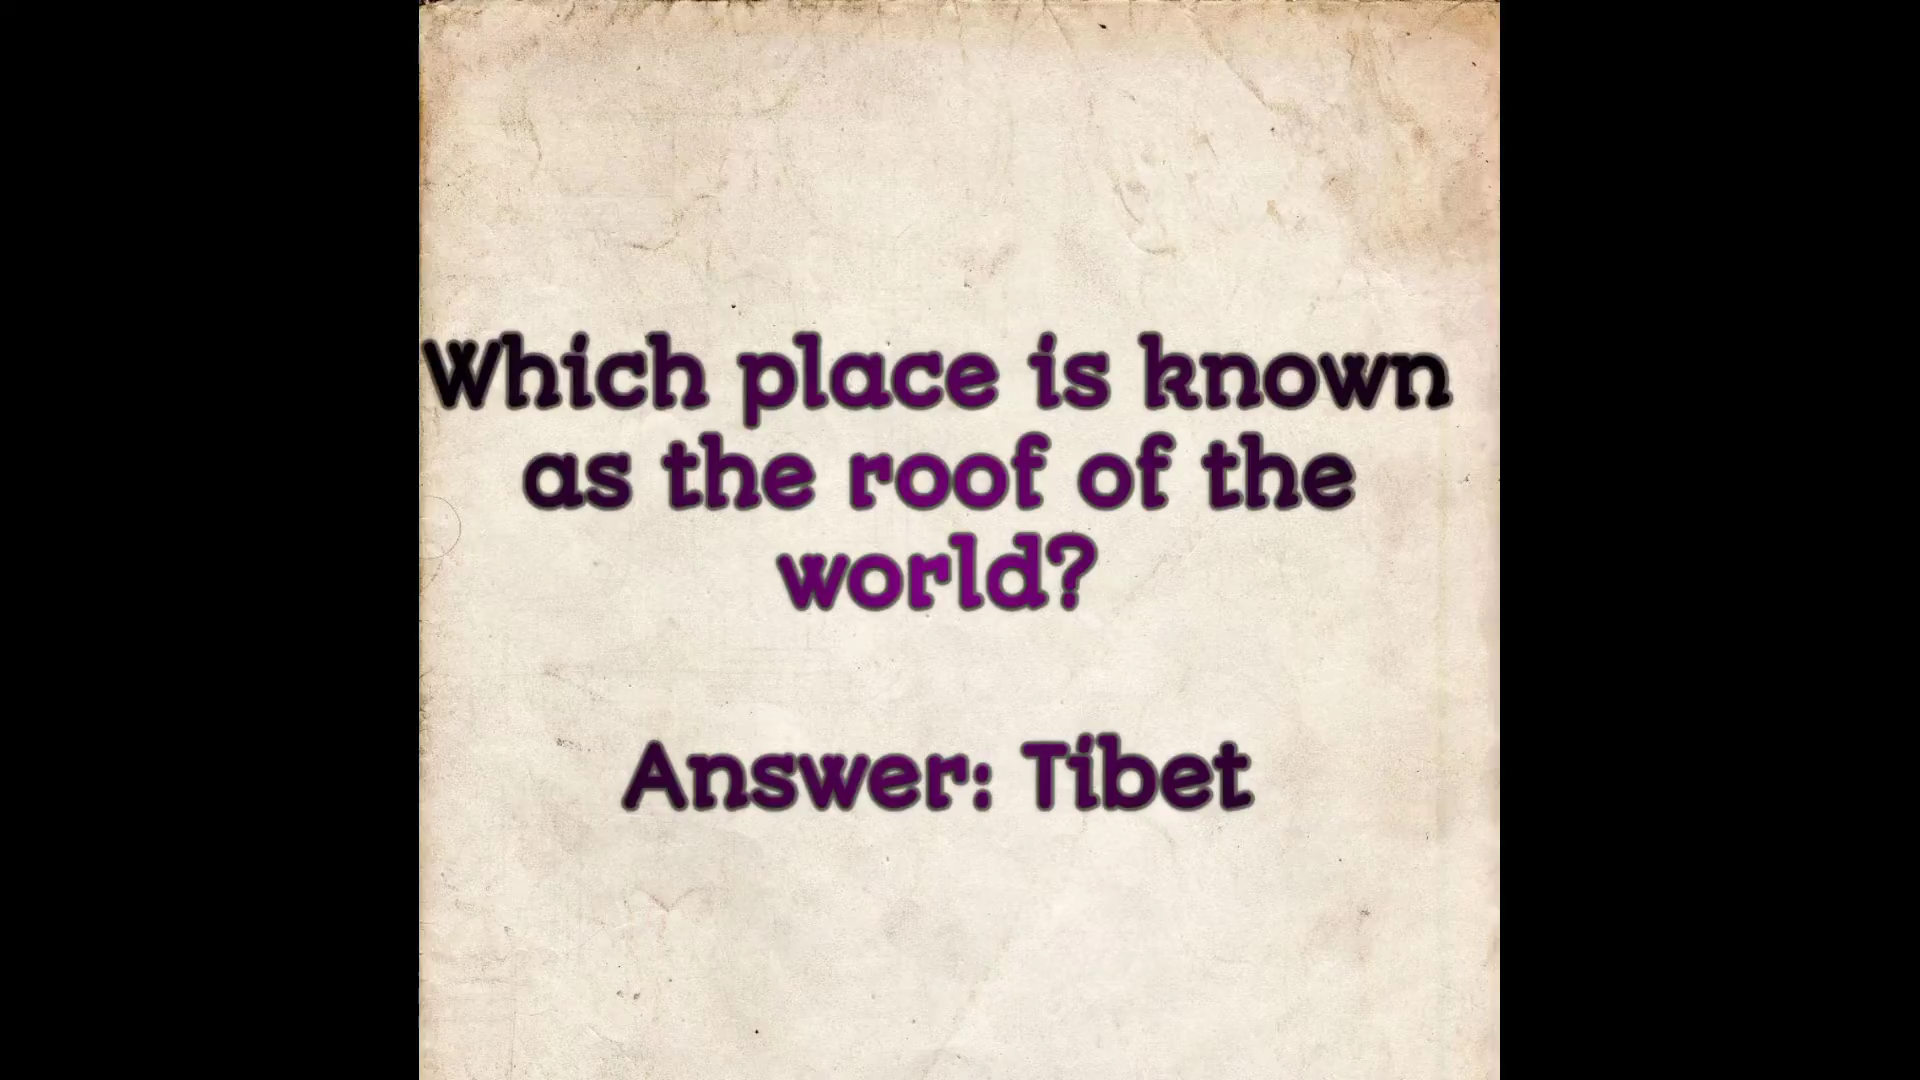 Which place is known
as the roof of the
world?
Answer: Tibet